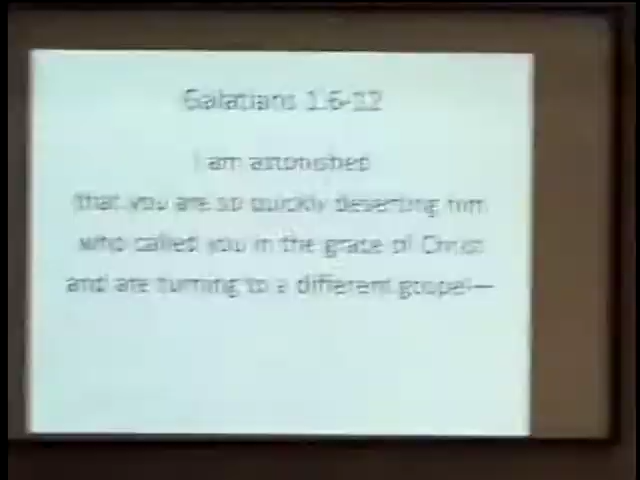 Galatians 1:6-12
I am astonished
that you are so quickly deserting him
who called you in the grace of Christ
and are turning to a different gospel—